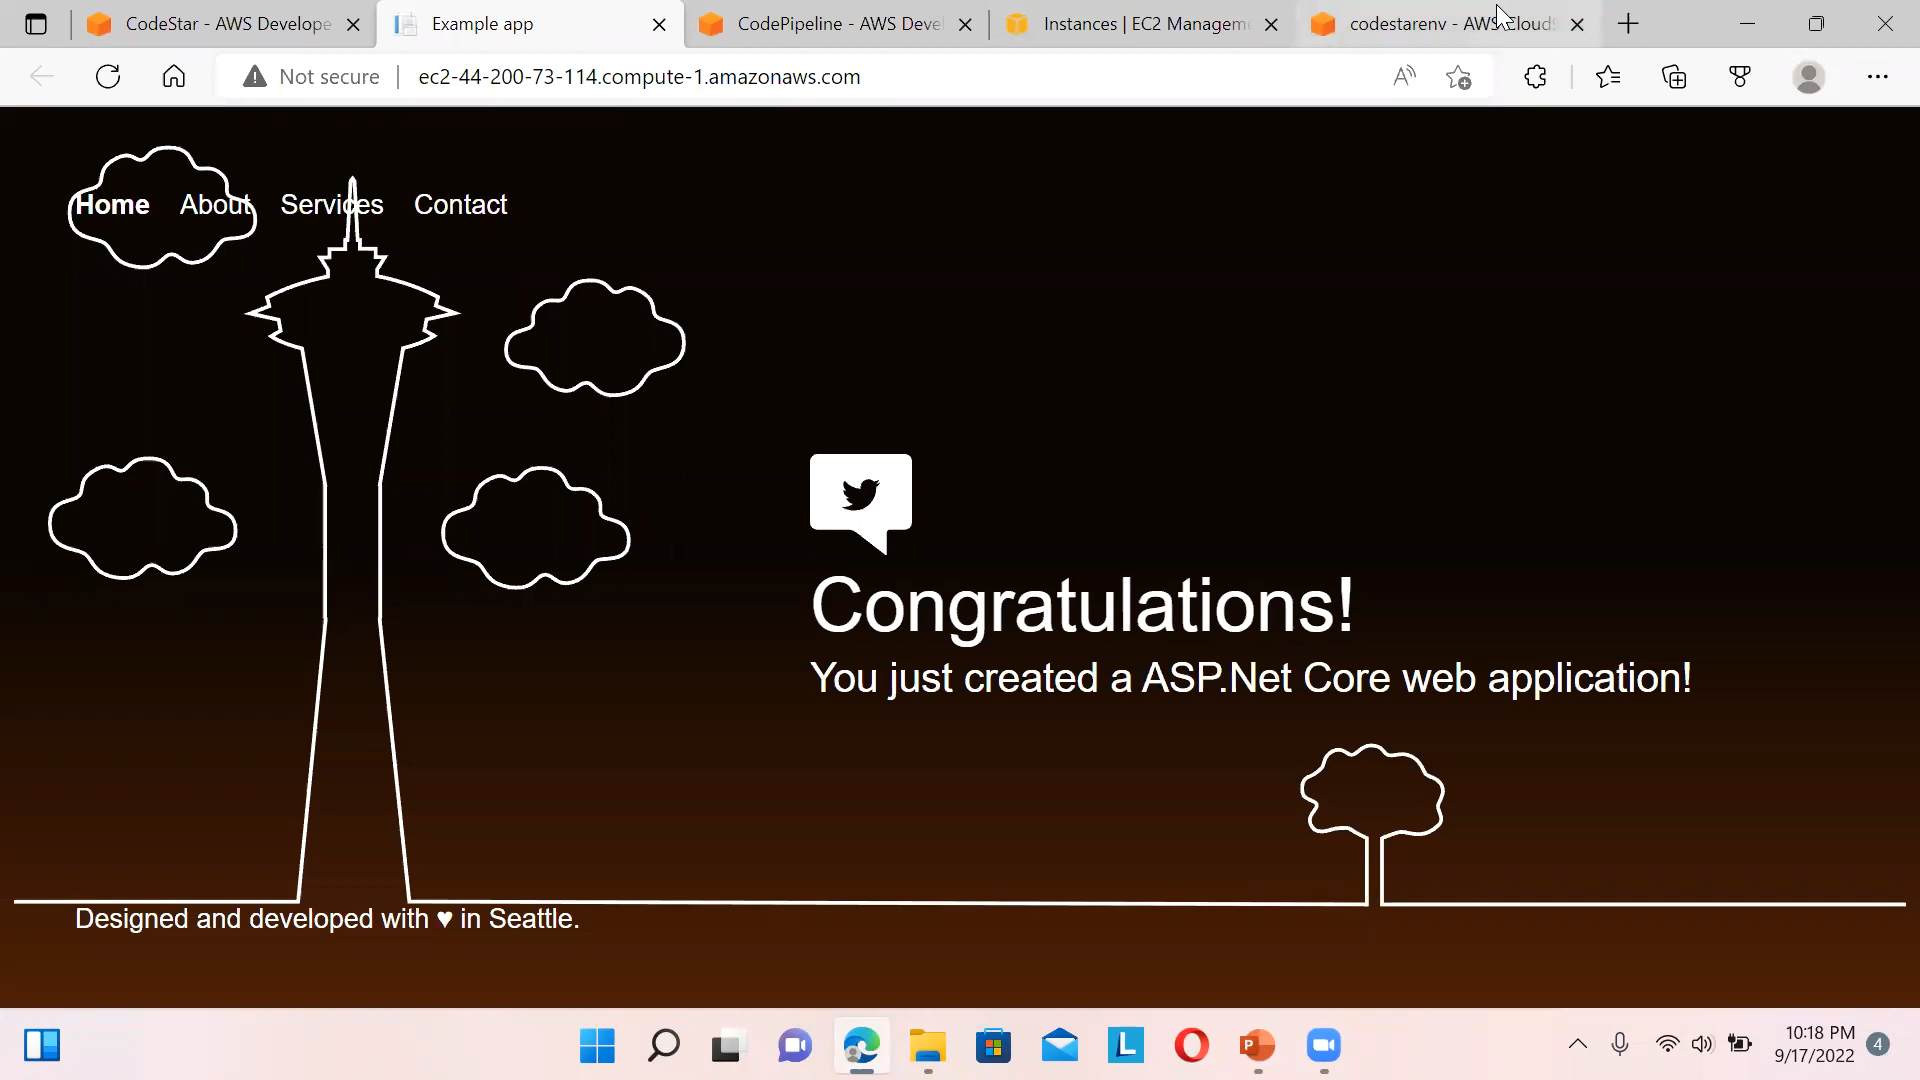 CodeStar - AWS Develope
Example app
CodePipeline - AWS Devel
Instances | EC2 Managem
codestarenv - AWS Cloud9
Not secure
ec2-44-200-73-114.compute-1.amazonaws.com
Home About Services Contact
Congratulations!
You just created a ASP.Net Core web application!
Designed and developed with ♥ in Seattle.
10:18 PM
9/17/2022
4